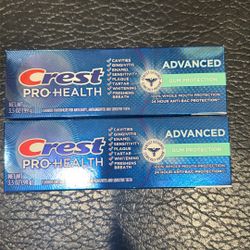 Crest
PRO-HEALTH
✓ CAVITIES
✓ GINGIVITIS
✓ ENAMEL
✓ SENSITIVITY
✓ PLAQUE
✓ TARTAR
✓ WHITENING
✓ FRESHENS BREATH
ADVANCED
GUM PROTECTION
100% WHOLE MOUTH PROTECTION
24 HOUR ANTI-BAC PROTECTION
NET WT
3.5 OZ (99 g)
Crest
PRO-HEALTH
✓ CAVITIES
✓ GINGIVITIS
✓ ENAMEL
✓ SENSITIVITY
✓ PLAQUE
✓ TARTAR
✓ WHITENING
✓ FRESHENS BREATH
ADVANCED
GUM PROTECTION
100% WHOLE MOUTH PROTECTION
24 HOUR ANTI-BAC PROTECTION
NET WT
3.5 OZ (99 g)